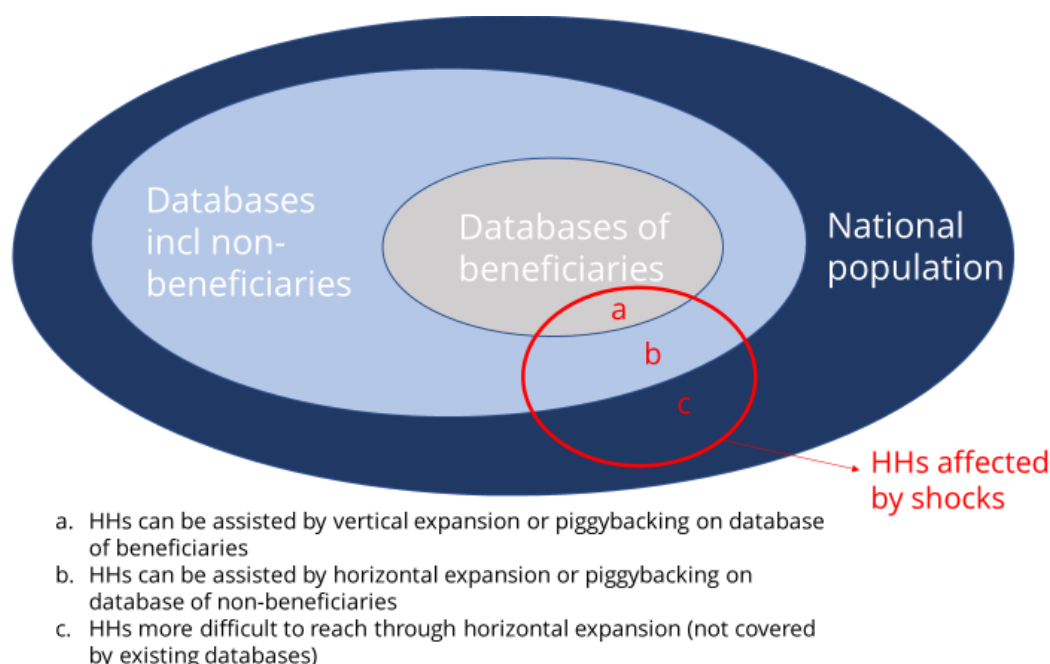 Databases
incl non-
beneficiaries
Databases of
beneficiaries
National
population
a
b
c
HHs affected
by shocks
a. HHs can be assisted by vertical expansion or piggybacking on database
of beneficiaries
b. HHs can be assisted by horizontal expansion or piggybacking on
database of non-beneficiaries
c. HHs more difficult to reach through horizontal expansion (not covered
by existing databases)